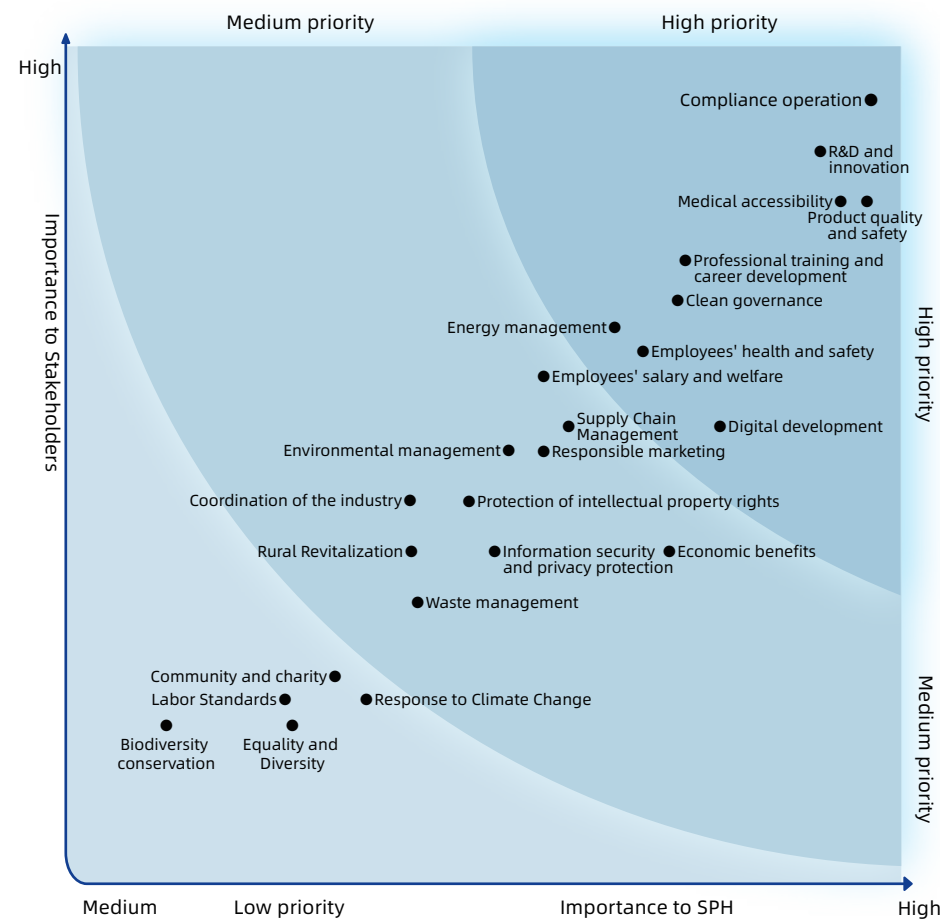 Medium priority
High priority
High
Compliance operation
R&D and
innovation
Medical accessibility
Product quality
and safety
Importance to Stakeholders
Professional training and
career development
Clean governance
High priority
Energy management
Employees' health and safety
Employees' salary and welfare
Supply Chain
Management
Digital development
Environmental management
Responsible marketing
Coordination of the industry
Protection of intellectual property rights
Rural Revitalization
Information security
and privacy protection
Economic benefits
Waste management
Medium priority
Community and charity
Labor Standards
Response to Climate Change
Biodiversity
conservation
Equality and
Diversity
Medium
Low priority
Importance to SPH
High